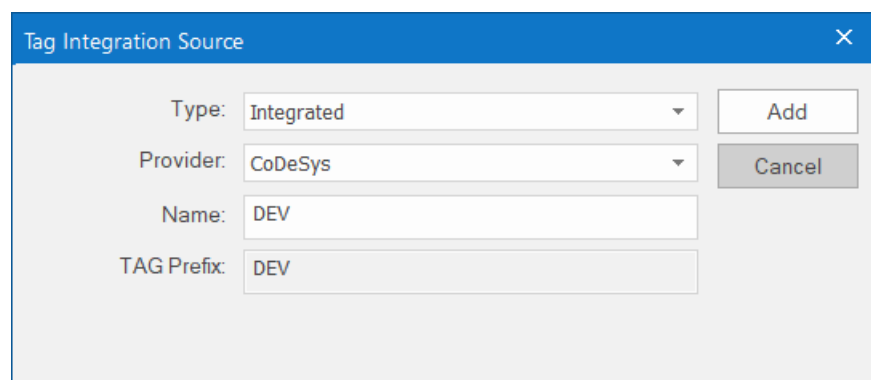 Tag Integration Source
Type: Integrated Add
Provider: CoDeSys Cancel
Name: DEV
TAG Prefix: DEV